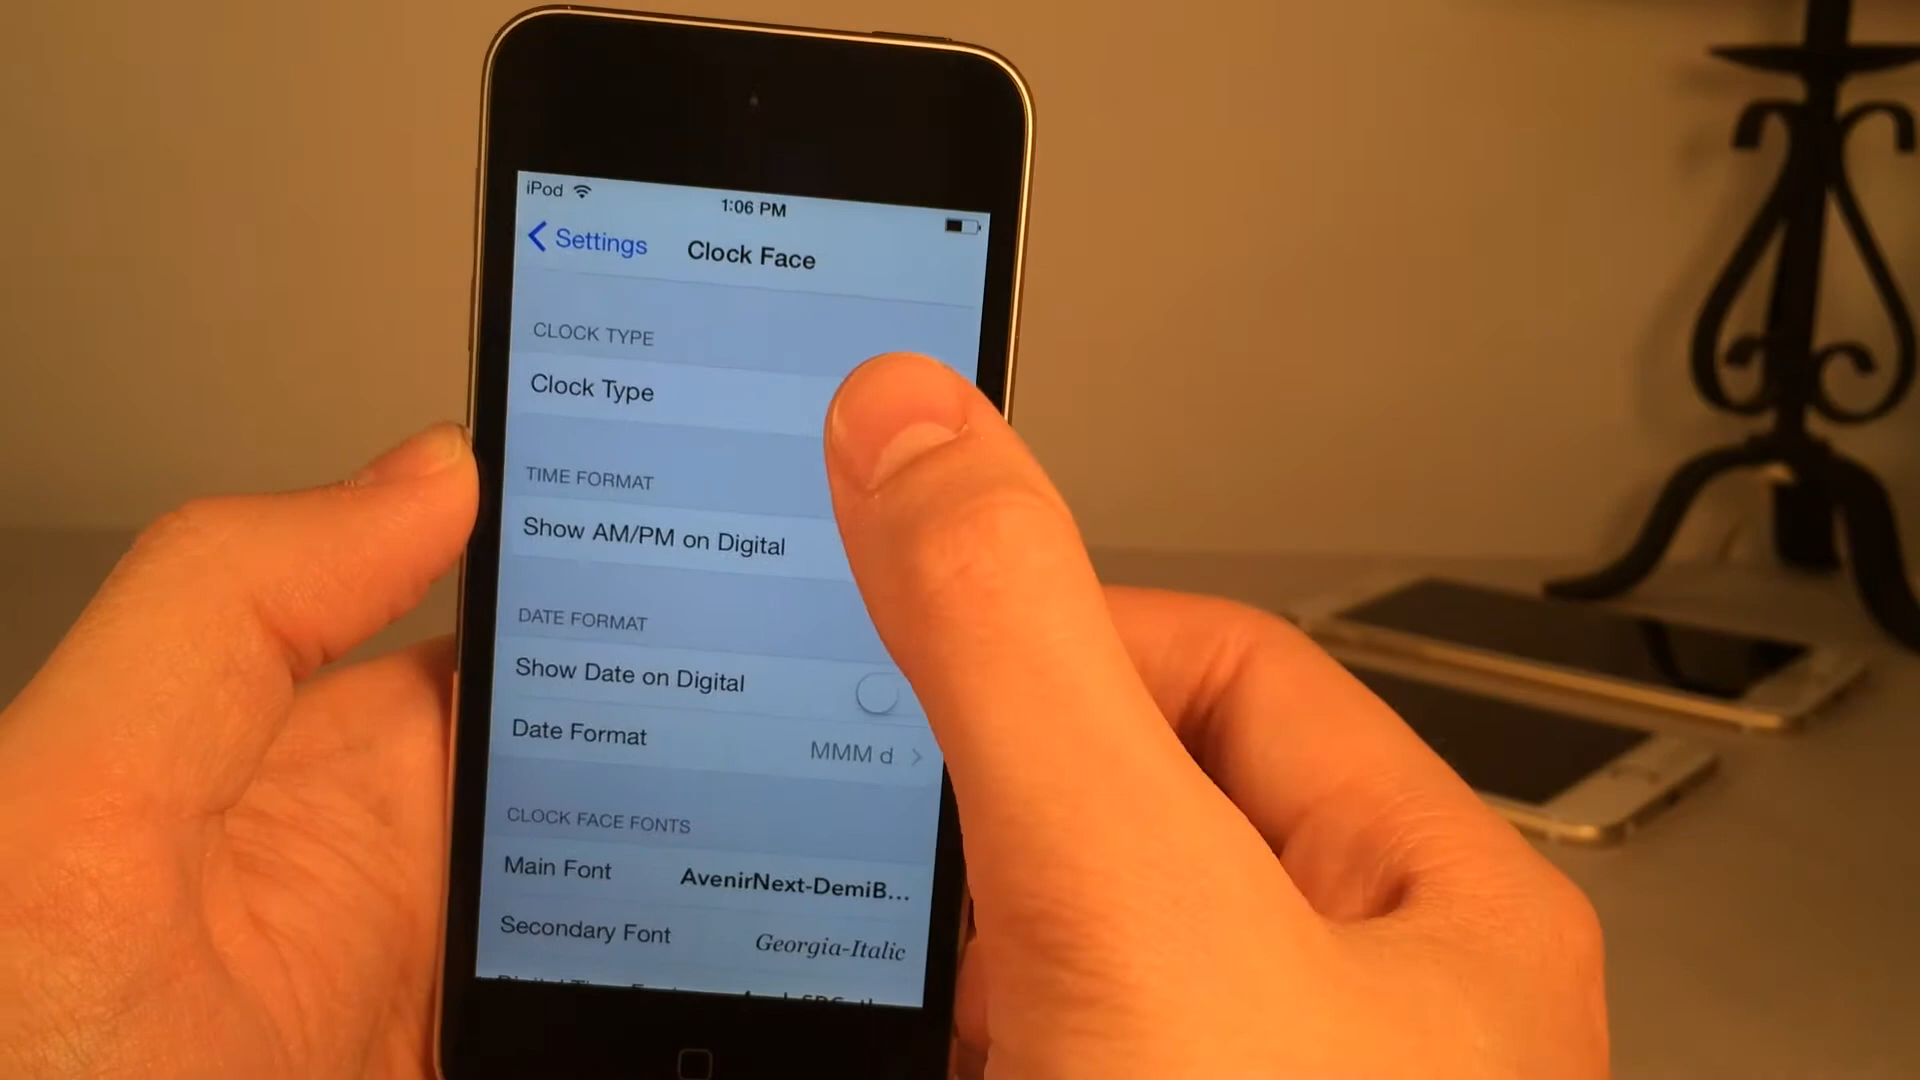 iPod
1:06 PM
Settings
Clock Face
CLOCK TYPE
Clock Type
TIME FORMAT
Show AM/PM on Digital
DATE FORMAT
Show Date on Digital
Date Format MMM d
CLOCK FACE FONTS
Main Font AvenirNext-DemiB...
Secondary Font Georgia-Italic